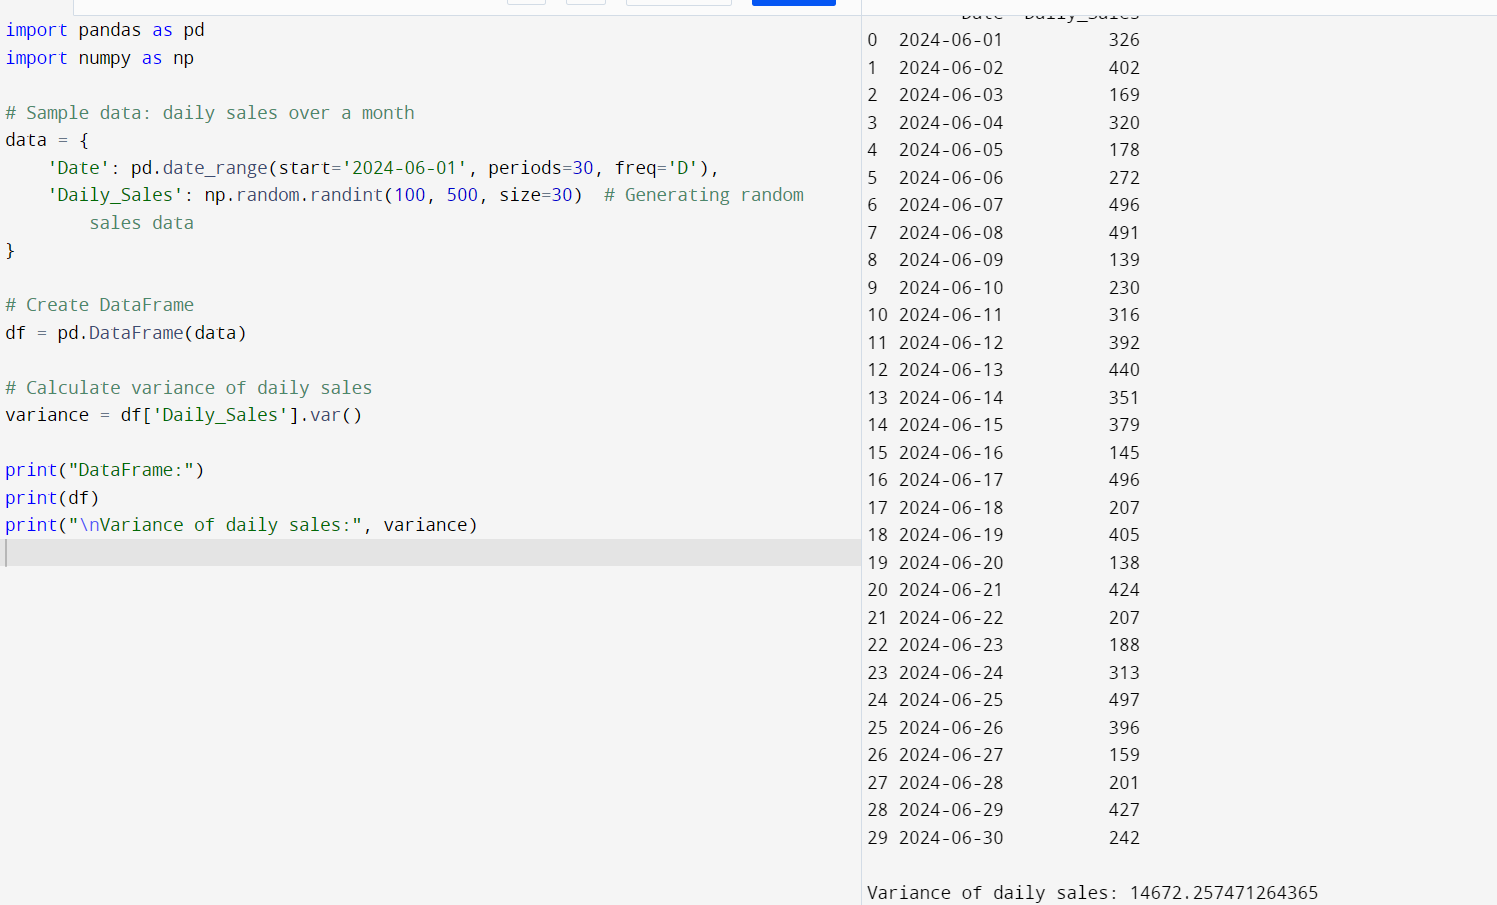 import pandas as pd
import numpy as np
# Sample data: daily sales over a month
data = {
    'Date': pd.date_range(start='2024-06-01', periods=30, freq='D'),
    'Daily_Sales': np.random.randint(100, 500, size=30)  # Generating random
        sales data
}
# Create DataFrame
df = pd.DataFrame(data)
# Calculate variance of daily sales
variance = df['Daily_Sales'].var()
print("DataFrame:")
print(df)
print("\nVariance of daily sales:", variance)
Date  Daily_Sales
0  2024-06-01          326
1  2024-06-02          402
2  2024-06-03          169
3  2024-06-04          320
4  2024-06-05          178
5  2024-06-06          272
6  2024-06-07          496
7  2024-06-08          491
8  2024-06-09          139
9  2024-06-10          230
10 2024-06-11          316
11 2024-06-12          392
12 2024-06-13          440
13 2024-06-14          351
14 2024-06-15          379
15 2024-06-16          145
16 2024-06-17          496
17 2024-06-18          207
18 2024-06-19          405
19 2024-06-20          138
20 2024-06-21          424
21 2024-06-22          207
22 2024-06-23          188
23 2024-06-24          313
24 2024-06-25          497
25 2024-06-26          396
26 2024-06-27          159
27 2024-06-28          201
28 2024-06-29          427
29 2024-06-30          242
Variance of daily sales: 14672.257471264365